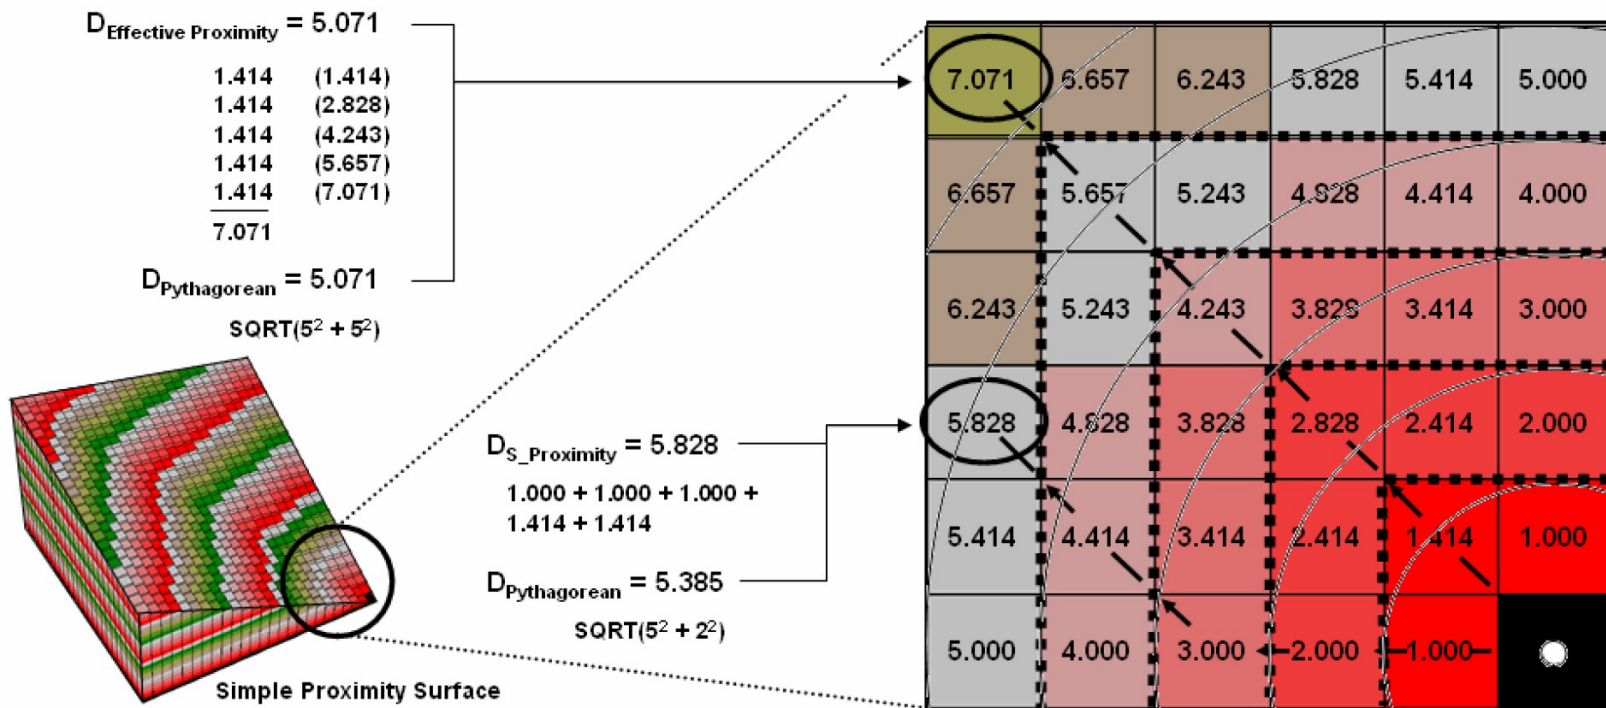 D Effective Proximity = 5.071
1.414 (1.414)
1.414 (2.828)
1.414 (4.243)
1.414 (5.657)
1.414 (7.071)
7.071
D Pythagorean = 5.071
SQRT(5² + 5²)
D S_Proximity = 5.828
1.000 + 1.000 + 1.000 +
1.414 + 1.414
D Pythagorean = 5.385
SQRT(5² + 2²)
Simple Proximity Surface
7.071 6.657 6.243 5.828 5.414 5.000
6.657 5.657 5.243 4.828 4.414 4.000
6.243 5.243 4.243 3.828 3.414 3.000
5.828 4.828 3.828 2.828 2.414 2.000
5.414 4.414 3.414 2.414 1.414 1.000
5.000 4.000 3.000 2.000 1.000